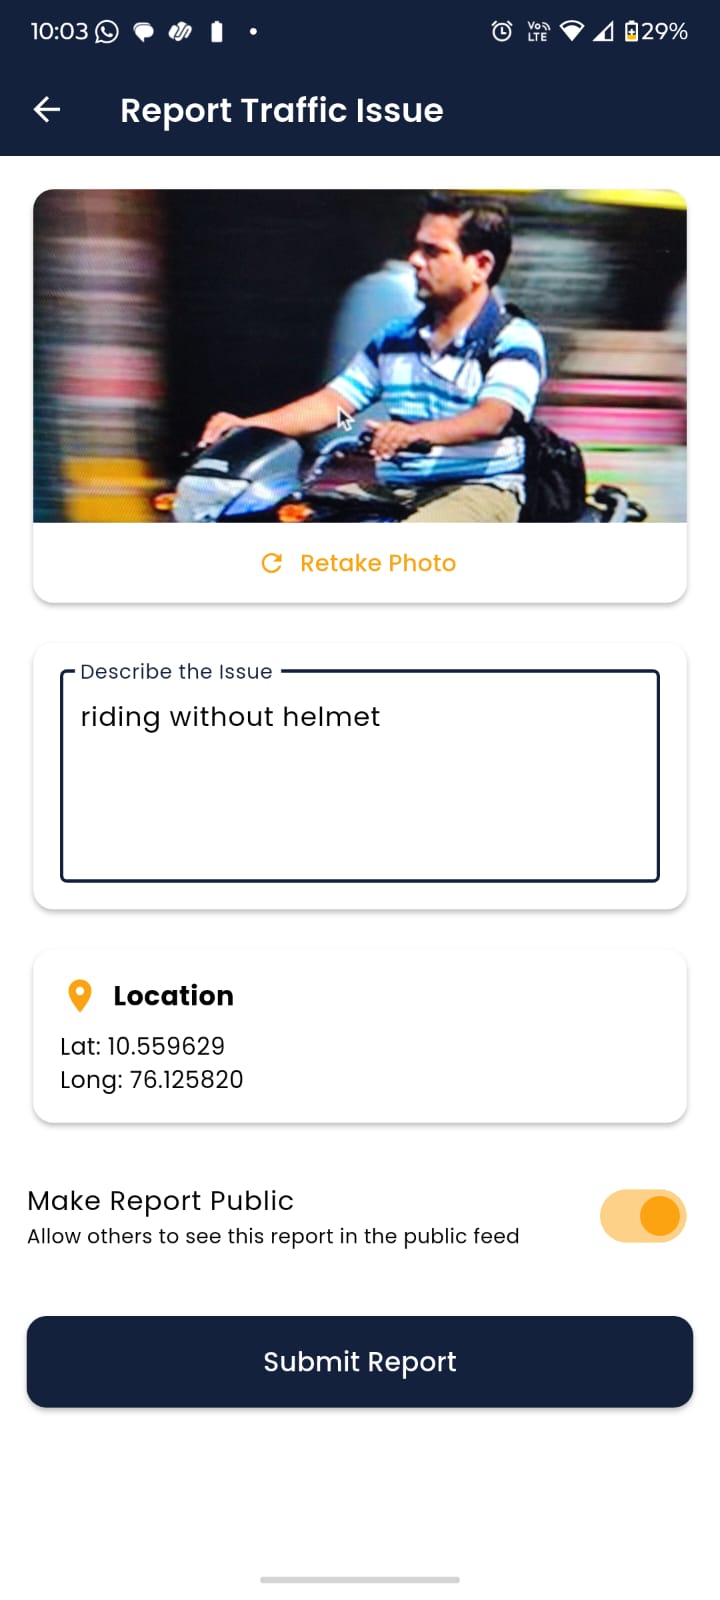 10:03
Vo LTE
29%
Report Traffic Issue
Retake Photo
Describe the Issue
riding without helmet
Location
Lat: 10.559629
Long: 76.125820
Make Report Public
Allow others to see this report in the public feed
Submit Report